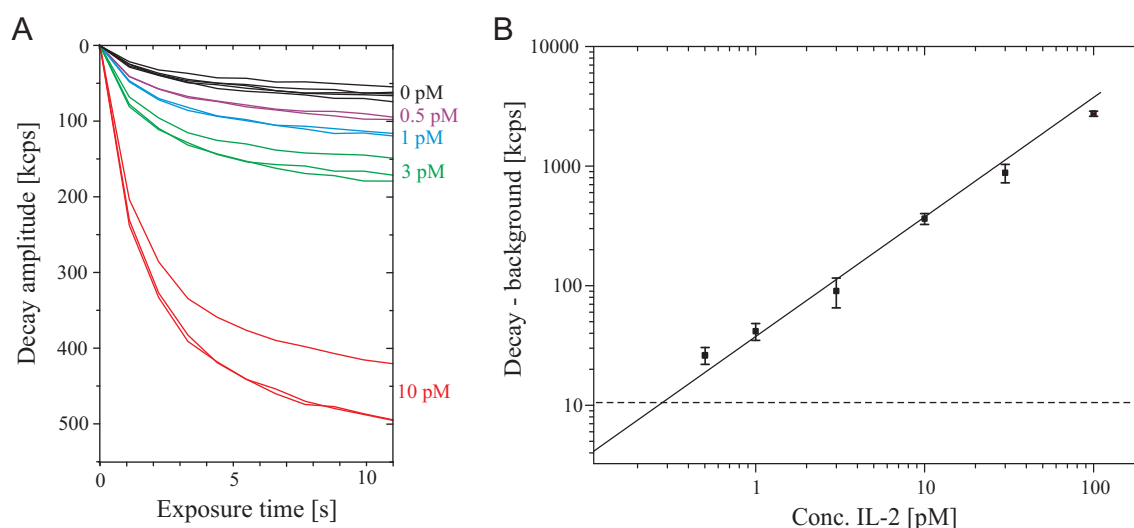 A
Decay amplitude [kcps]
0
100
200
300
400
500
0 pM
0.5 pM
1 pM
3 pM
10 pM
0
5
10
Exposure time [s]
B
Decay - background [kcps]
10000
1000
100
10
1
10
100
Conc. IL-2 [pM]